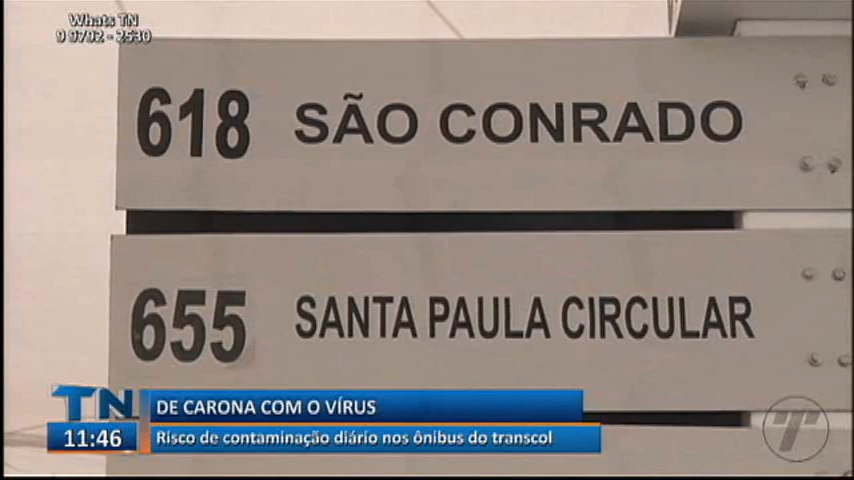 Whats TN
9 9792 - 2530
618 SÃO CONRADO
655 SANTA PAULA CIRCULAR
TN
DE CARONA COM O VÍRUS
11:46
Risco de contaminação diário nos ônibus do transcol
T